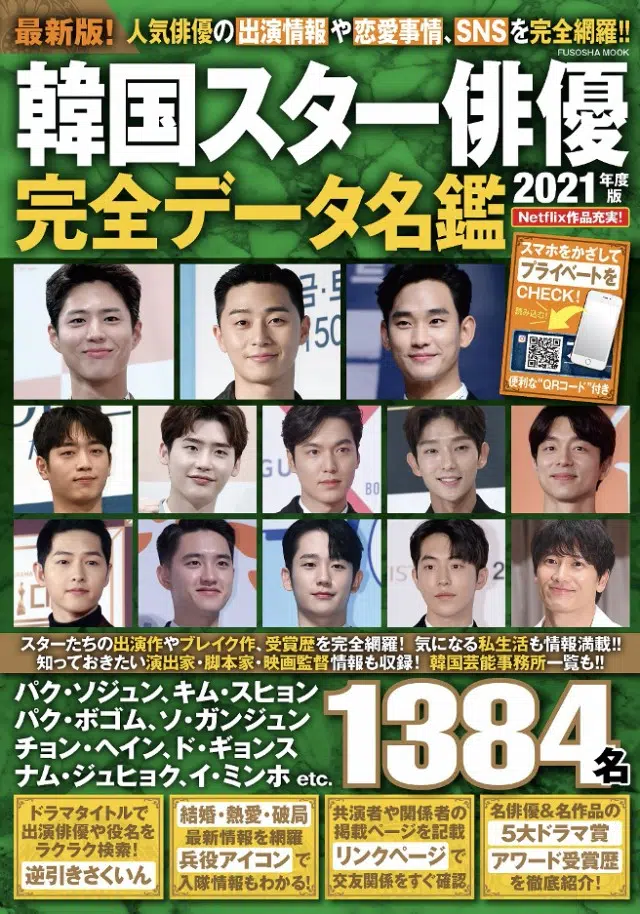 最新版! 人気俳優の出演情報や恋愛事情、SNSを完全網羅!!
FUSOSHA MOOK
韓国スター俳優
完全データ名鑑
2021年度版
Netflix作品充実!
スマホをかざして
プライベートを
CHECK!
読み込む!
便利な"QRコード"付き
スターたちの出演作やブレイク作、受賞歴を完全網羅! 気になる私生活も情報満載!!
知っておきたい演出家・脚本家・映画監督情報も収録! 韓国芸能事務所一覧も!!
パク・ソジュン、キム・スヒョン
パク・ボゴム、ソ・ガンジュン
チョン・ヘイン、ド・ギョンス
ナム・ジュヒョク、イ・ミンホ etc.
1384名
ドラマタイトルで
出演俳優や役名を
ラクラク検索!
逆引きさくいん
結婚・熱愛・破局
最新情報を網羅
兵役アイコンで
入隊情報もわかる!
共演者や関係者の
掲載ページを記載
リンクページで
交友関係をすぐ確認
名俳優&名作品の
5大ドラマ賞
アワード受賞歴
を徹底紹介!